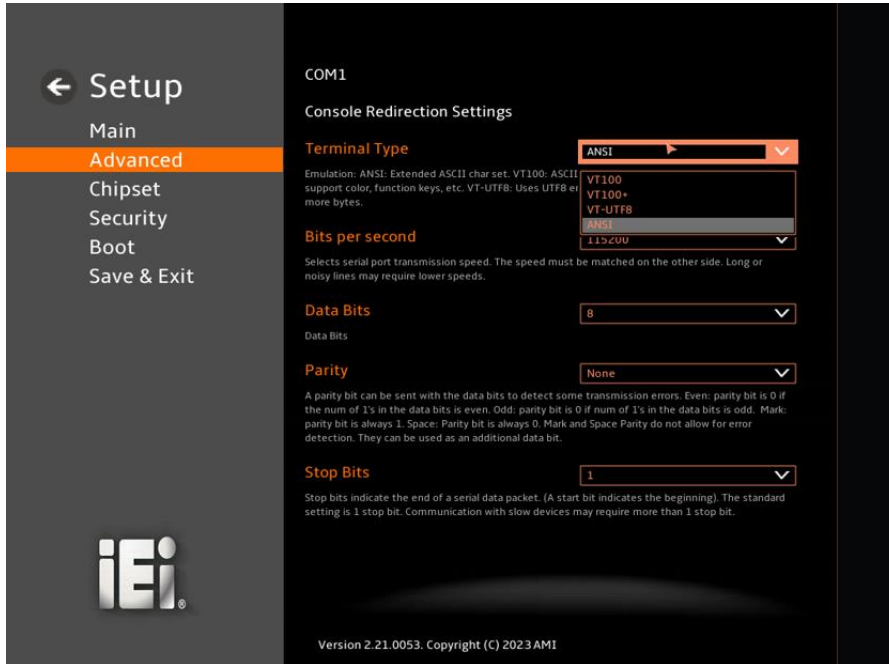 Setup
Main
Advanced
Chipset
Security
Boot
Save & Exit
iEi®
COM1
Console Redirection Settings
Terminal Type
ANSI
Emulation: ANSI: Extended ASCII char set. VT100: ASCII
support color, function keys, etc. VT-UTF8: Uses UTF8
more bytes.
VT100
VT100+
VT-UTF8
ANSI
Bits per second
115200
Selects serial port transmission speed. The speed must be matched on the other side. Long or
noisy lines may require lower speeds.
Data Bits
8
Data Bits
Parity
None
A parity bit can be sent with the data bits to detect some transmission errors. Even: parity bit is 0 if
the num of 1's in the data bits is even. Odd: parity bit is 0 if num of 1's in the data bits is odd. Mark:
parity bit is always 1. Space: Parity bit is always 0. Mark and Space Parity do not allow for error
detection. They can be used as an additional data bit.
Stop Bits
1
Stop bits indicate the end of a serial data packet. (A start bit indicates the beginning). The standard
setting is 1 stop bit. Communication with slow devices may require more than 1 stop bit.
Version 2.21.0053. Copyright (C) 2023 AMI